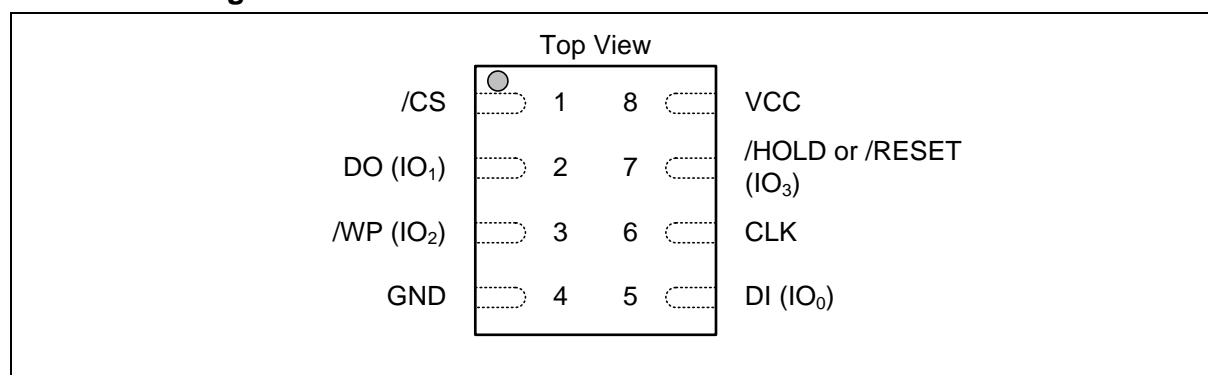 Top View
/CS 1 8 VCC
DO (IO₁) 2 7 /HOLD or /RESET
(IO₃)
/WP (IO₂) 3 6 CLK
GND 4 5 DI (IO₀)